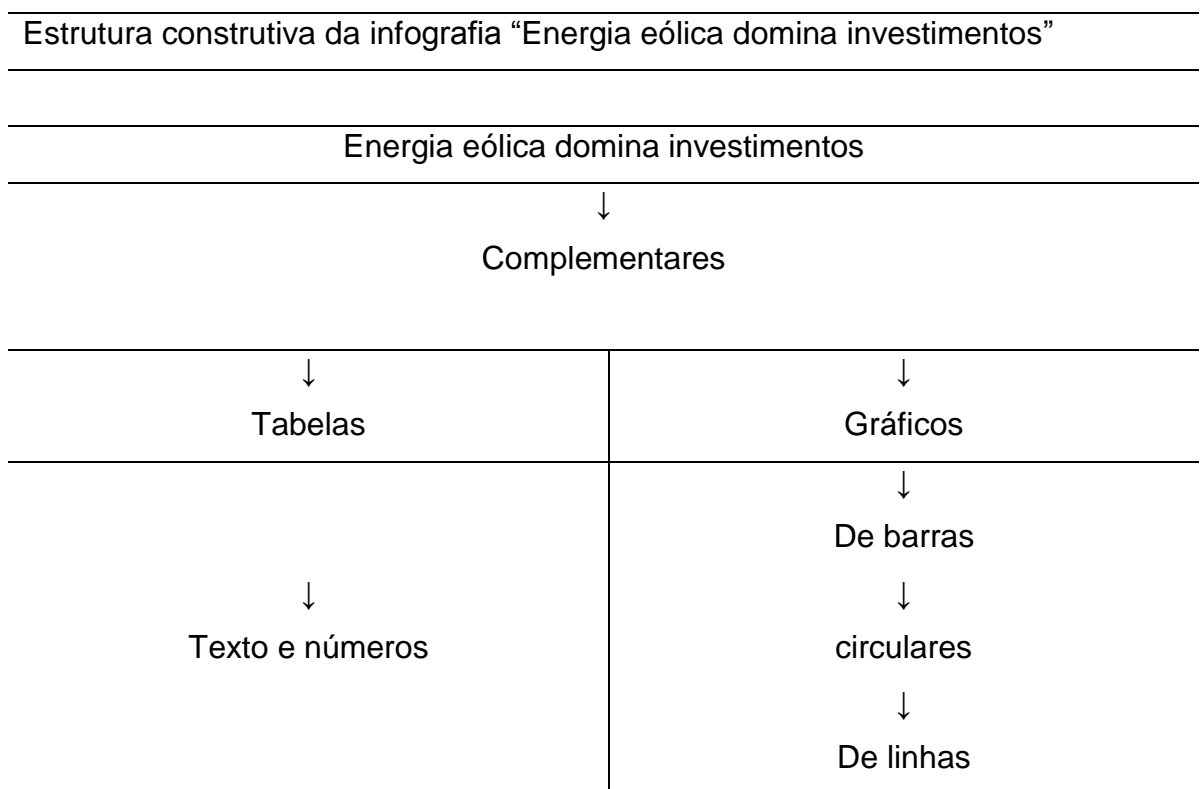 Estrutura construtiva da infografia “Energia eólica domina investimentos”
Energia eólica domina investimentos
↓
Complementares
↓
Tabelas
↓
Gráficos
↓
Texto e números
↓
De barras
↓
circulares
↓
De linhas